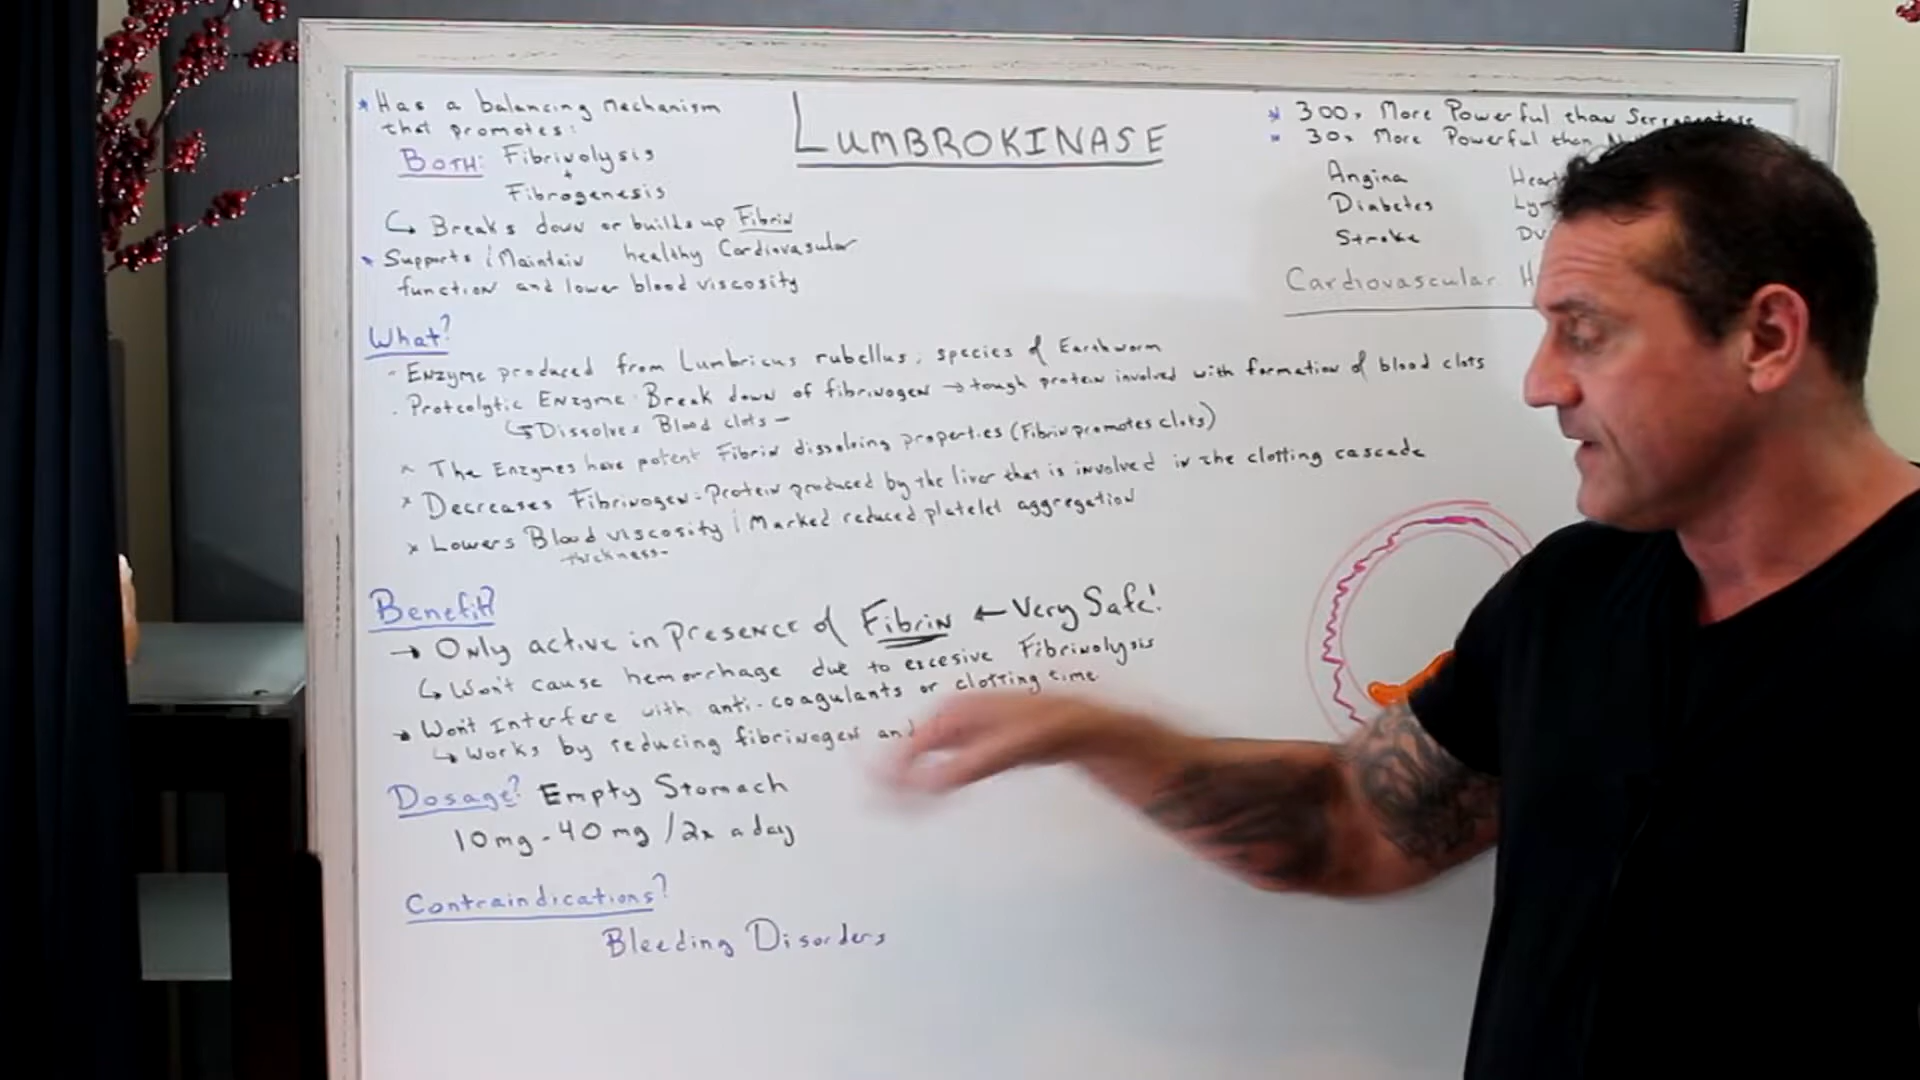 * Has a balancing mechanism
that promotes:
BOTH: Fibrinolysis
+
Fibrogenesis
↳ Breaks down or builds up Fibrin
* Supports / Maintain healthy Cardiovascular
function and lower blood viscosity
LUMBROKINASE
* 300x More Powerful than Serrapeptase
* 30x More Powerful than
Angina
Diabetes
Stroke
Cardiovascular
What?
- Enzyme produced from Lumbricus rubellus; species of Earthworm
. Proteolytic Enzyme: Break down of fibrinogen → tough protein involved with formation of blood clots
↳ Dissolves Blood clots -
* The Enzymes have potent Fibrin dissolving properties (Fibrin promotes clots)
* Decreases Fibrinogen: Protein produced by the liver that is involved in the clotting cascade
* Lowers Blood viscosity / Marked reduced platelet aggregation
thickness-
Benefit?
→ Only active in presence of Fibrin ← Very Safe!
↳ Won't cause hemorrhage due to excesive Fibrinolysis
→ Won't Interfere with anti-coagulants or clotting time
↳ Works by reducing fibrinogen and
Dosage? Empty Stomach
10mg - 40mg / 2x a day
Contraindications?
Bleeding Disorders